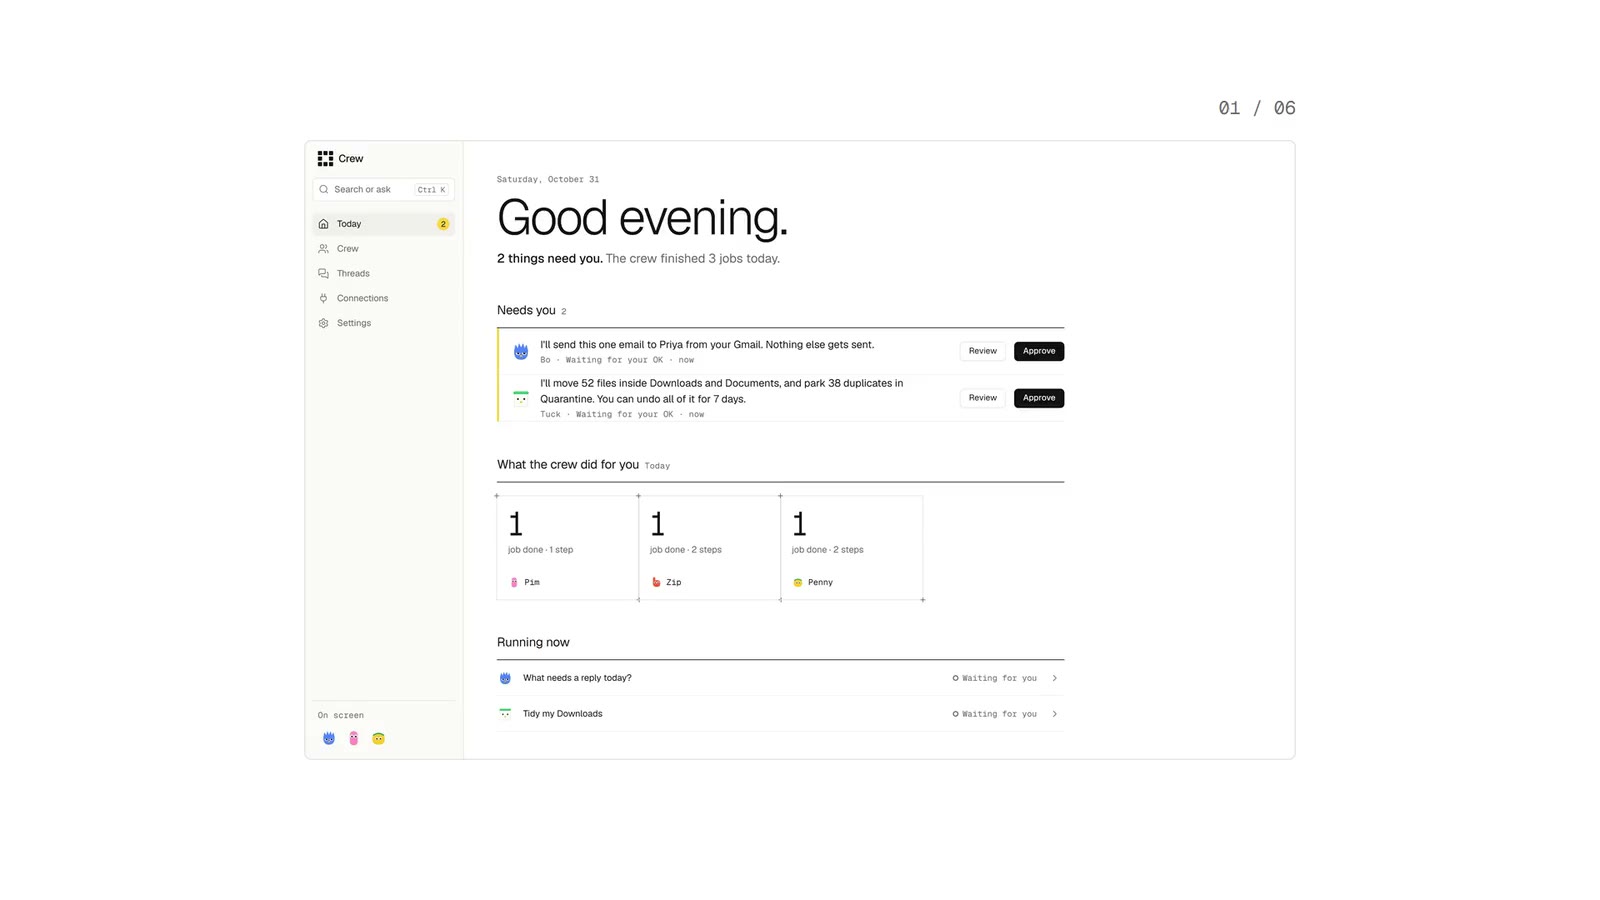 01 / 06
Crew
Search or ask Ctrl K
Today 2
Crew
Threads
Connections
Settings
On screen
Saturday, October 31
Good evening.
2 things need you. The crew finished 3 jobs today.
Needs you 2
I'll send this one email to Priya from your Gmail. Nothing else gets sent.
Bo · Waiting for your OK · now
Review Approve
I'll move 52 files inside Downloads and Documents, and park 38 duplicates in
Quarantine. You can undo all of it for 7 days.
Tuck · Waiting for your OK · now
Review Approve
What the crew did for you Today
1
job done · 1 step
Pim
1
job done · 2 steps
Zip
1
job done · 2 steps
Penny
Running now
What needs a reply today? Waiting for you
Tidy my Downloads Waiting for you